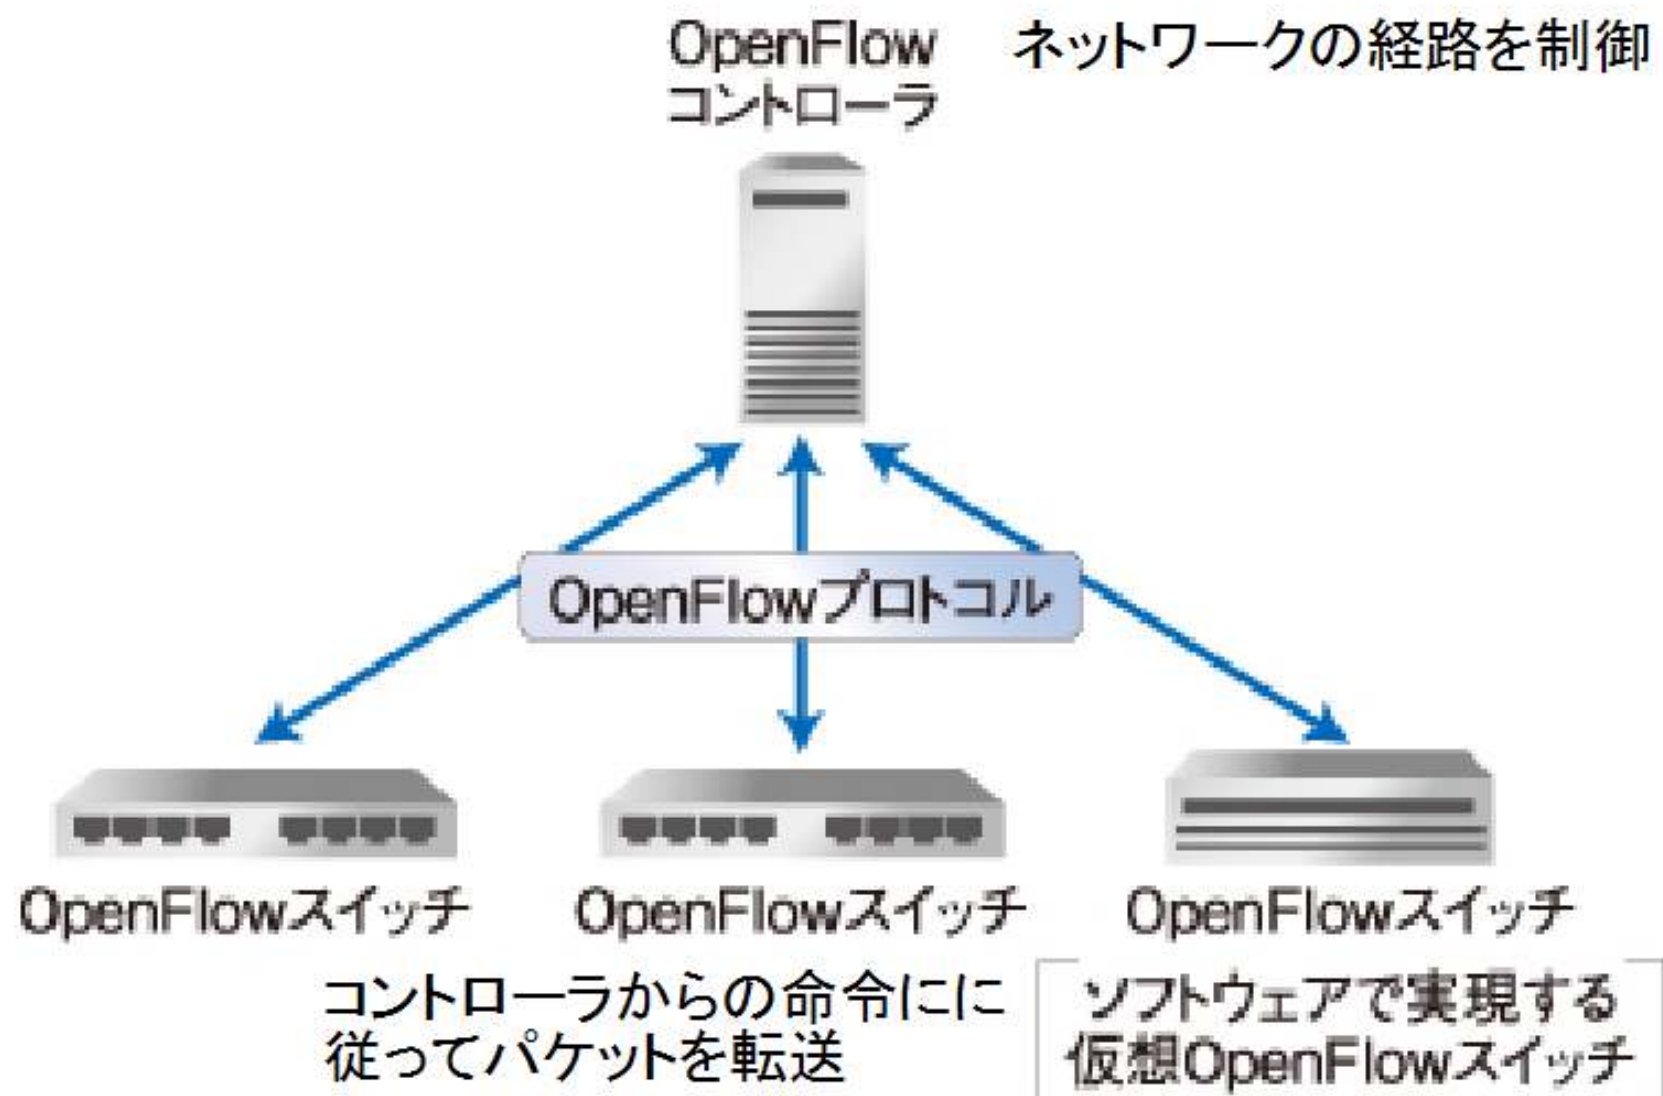 OpenFlow
コントローラ
ネットワークの経路を制御
OpenFlowプロトコル
OpenFlowスイッチ
OpenFlowスイッチ
OpenFlowスイッチ
コントローラからの命令にに
従ってパケットを転送
ソフトウェアで実現する
仮想OpenFlowスイッチ